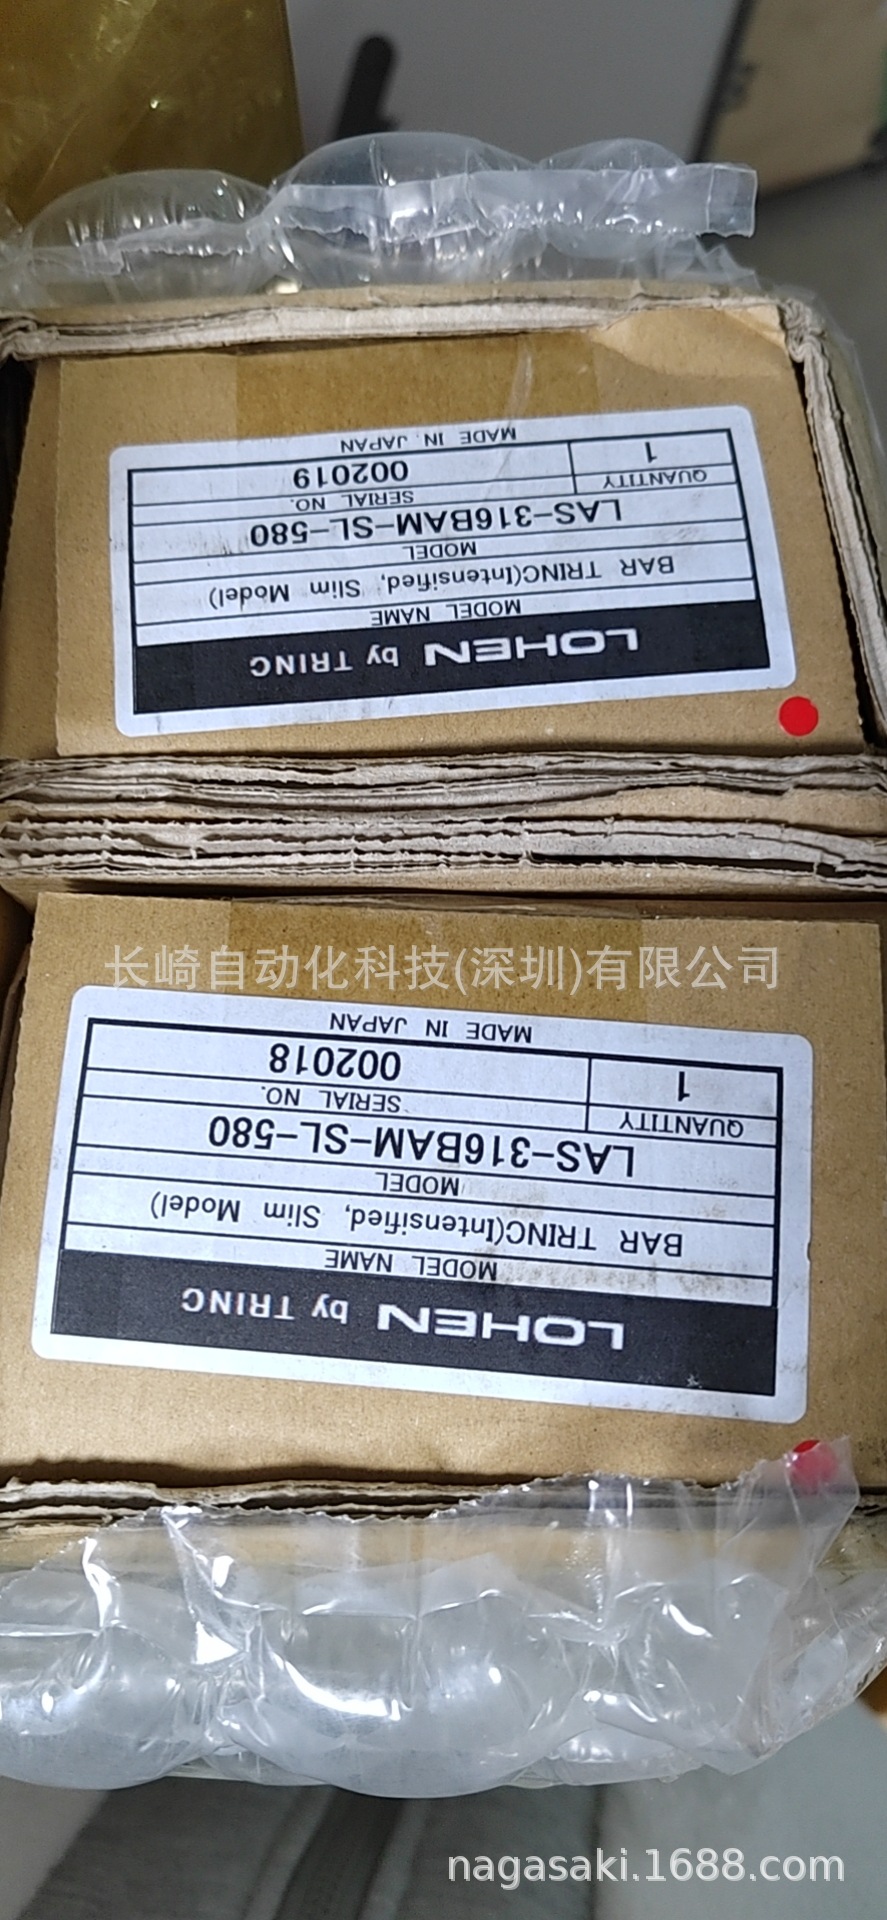 LOHEN by TRINC
MODEL NAME
BAR TRINC(Intensified, Slim Model)
MODEL
LAS-316BAM-SL-580
QUANTITY SERIAL NO.
1 002019
MADE IN JAPAN
长崎自动化科技(深圳)有限公司
LOHEN by TRINC
MODEL NAME
BAR TRINC(Intensified, Slim Model)
MODEL
LAS-316BAM-SL-580
QUANTITY SERIAL NO.
1 002018
MADE IN JAPAN
nagasaki.1688.com